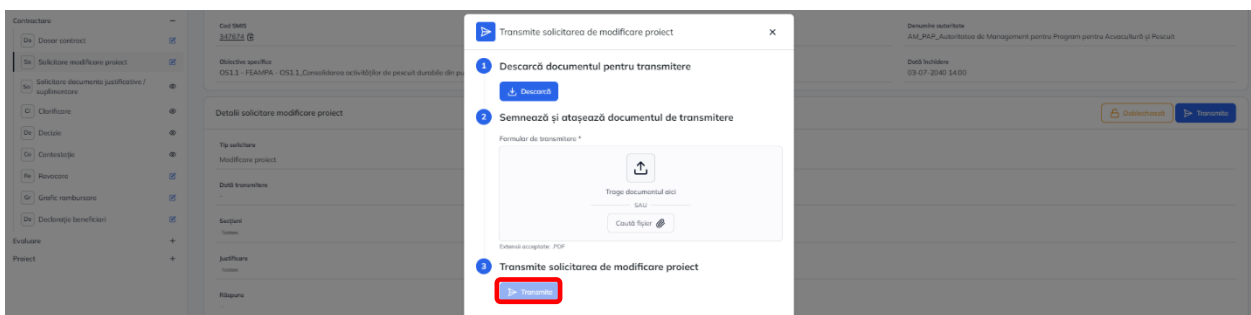 Contractare
Do Dosar contract
So Solicitare modificare proiect
So Solicitare documente justificative / suplimentare
Cl Clarificare
De Decizie
Co Contestație
Re Revocare
Gr Grafic rambursare
De Declarație beneficiari
Evaluare
Proiect
Cod SMIS
347674
Obiective specifice
OS1.1 - FEAMPA - OS1.1_Consolidarea activităților de pescuit durabile din pu
Detalii solicitare modificare proiect
Tip solicitare
Modificare proiect
Dată transmitere
-
Secțiuni
Justificare
Răspuns
Transmite solicitarea de modificare proiect
1 Descarcă documentul pentru transmitere
Descarcă
2 Semnează și atașează documentul de transmitere
Formular de transmitere *
Trage documentul aici
SAU
Caută fișier
Extensii acceptate: .PDF
3 Transmite solicitarea de modificare proiect
Transmite
Denumire autoritate
AM_PAP_Autoritatea de Management pentru Program pentru Acvacultură și Pescuit
Dată închidere
03-07-2040 14:00
Deblochează
Transmite